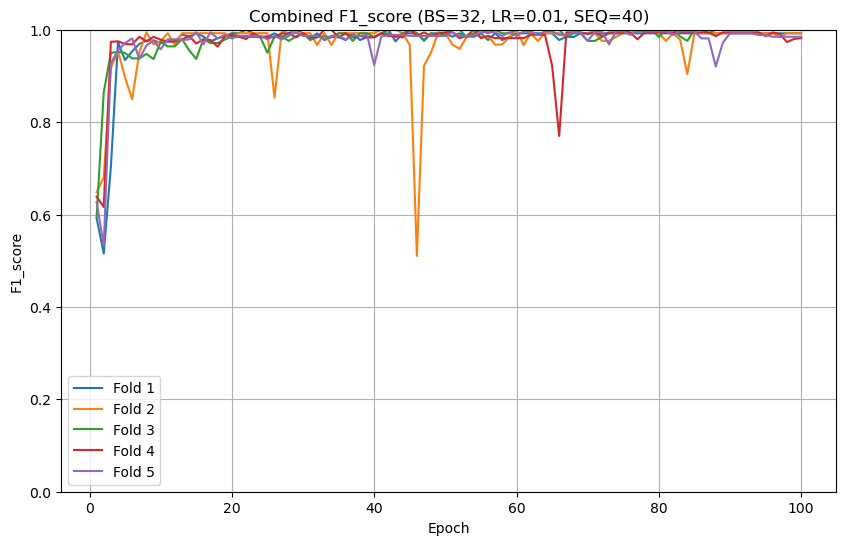 Combined F1_score (BS=32, LR=0.01, SEQ=40)
1.0
0.8
0.6
0.4
0.2
0.0
F1_score
Fold 1
Fold 2
Fold 3
Fold 4
Fold 5
0 20 40 60 80 100
Epoch